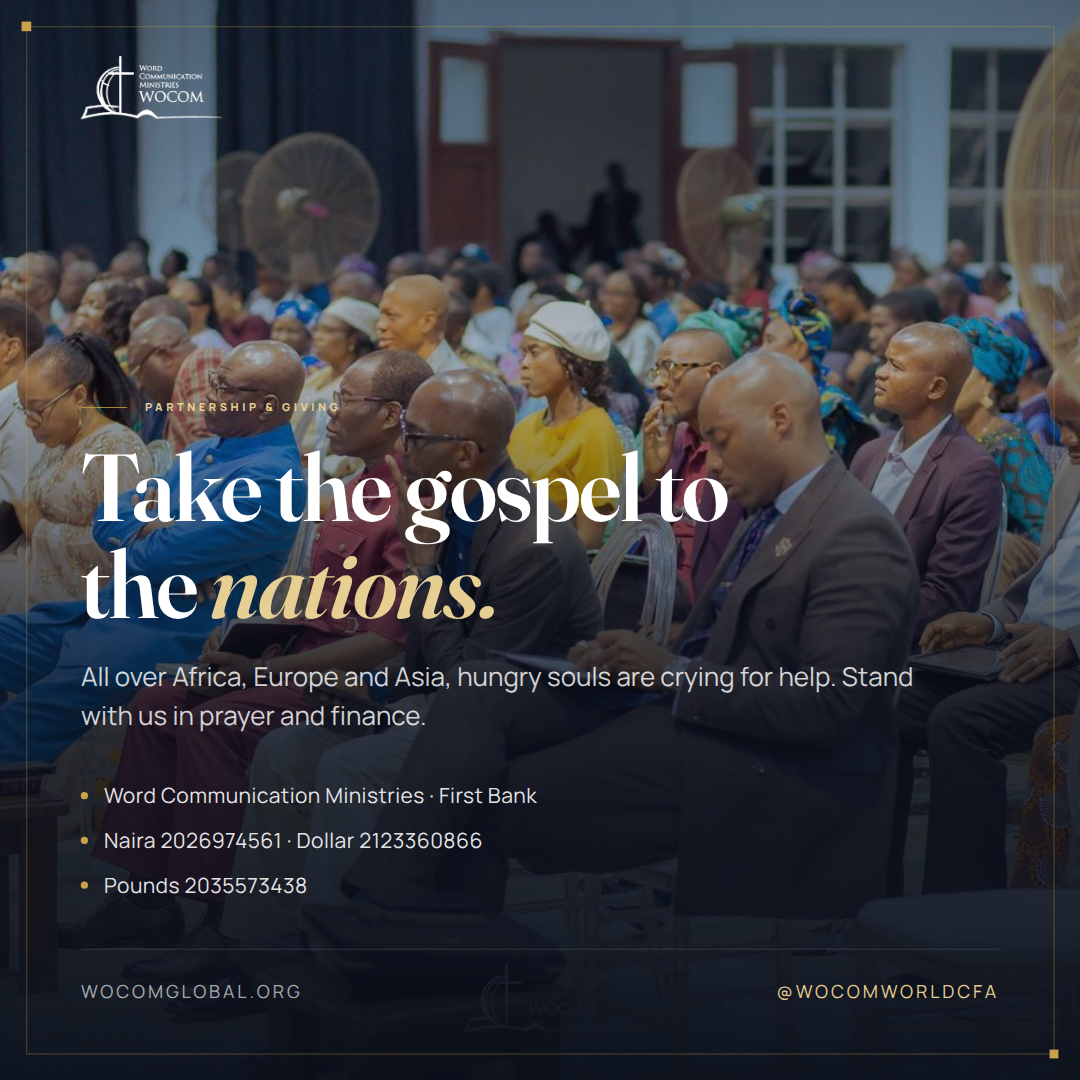 WORD
COMMUNICATION
MINISTRIES
WOCOM
PARTNERSHIP & GIVING
Take the gospel to
the nations.
All over Africa, Europe and Asia, hungry souls are crying for help. Stand
with us in prayer and finance.
Word Communication Ministries · First Bank
Naira 2026974561 · Dollar 2123360866
Pounds 2035573438
WOCOMGLOBAL.ORG
WOCOM
@WOCOMWORLDCFA